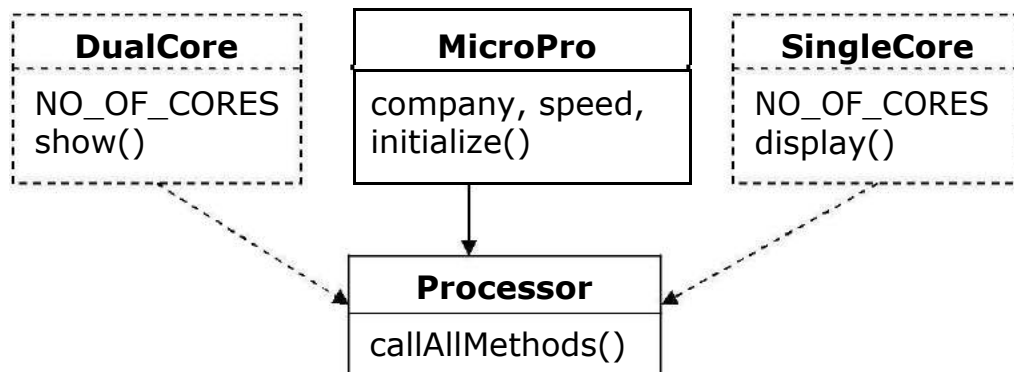 DualCore
NO_OF_CORES
show()
MicroPro
company, speed,
initialize()
SingleCore
NO_OF_CORES
display()
Processor
callAllMethods()